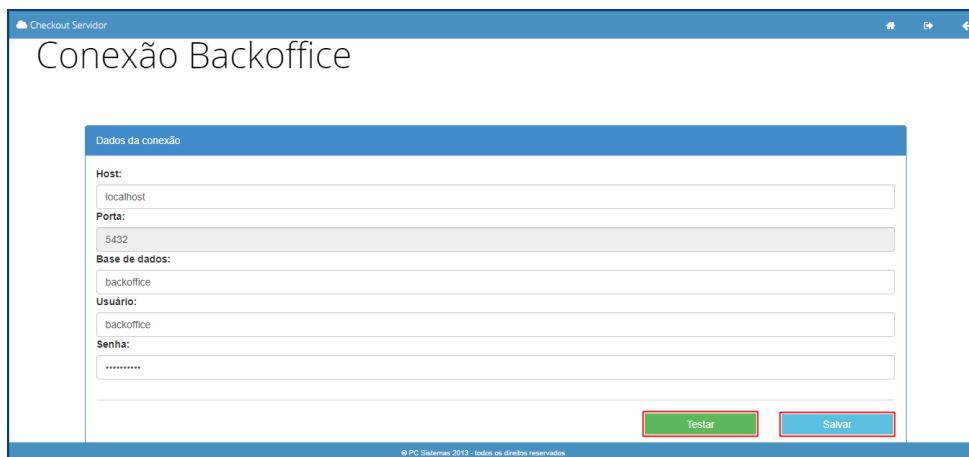 Checkout Servidor
Conexão Backoffice
Dados da conexão
Host:
localhost
Porta:
5432
Base de dados:
backoffice
Usuário:
backoffice
Senha:
••••••••••
Testar Salvar
© PC Sistemas 2013 - todos os direitos reservados